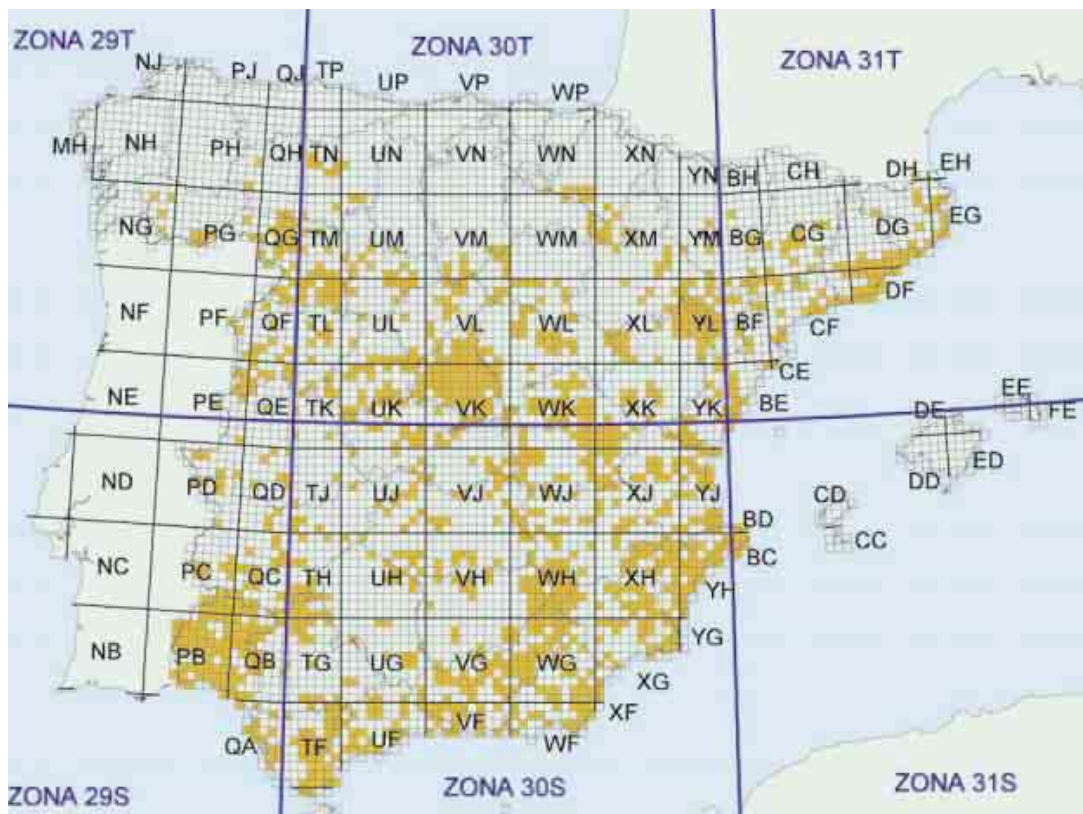 ZONA 29T
ZONA 30T
ZONA 31T
NJ PJ QJ TP UP VP WP
MH NH PH QH TN UN VN WN XN YN BH CH DH EH
NG PG QG TM UM VM WM XM YM BG CG DG EG
NF PF QF TL UL VL WL XL YL BF CF DF
NE PE QE TK UK VK WK XK YK BE CE DE EE FE
ND PD QD TJ UJ VJ WJ XJ YJ BD CD DD ED
NC PC QC TH UH VH WH XH YH BC CC
NB PB QB TG UG VG WG XG YG
QA TF UF VF WF XF
ZONA 29S
ZONA 30S
ZONA 31S